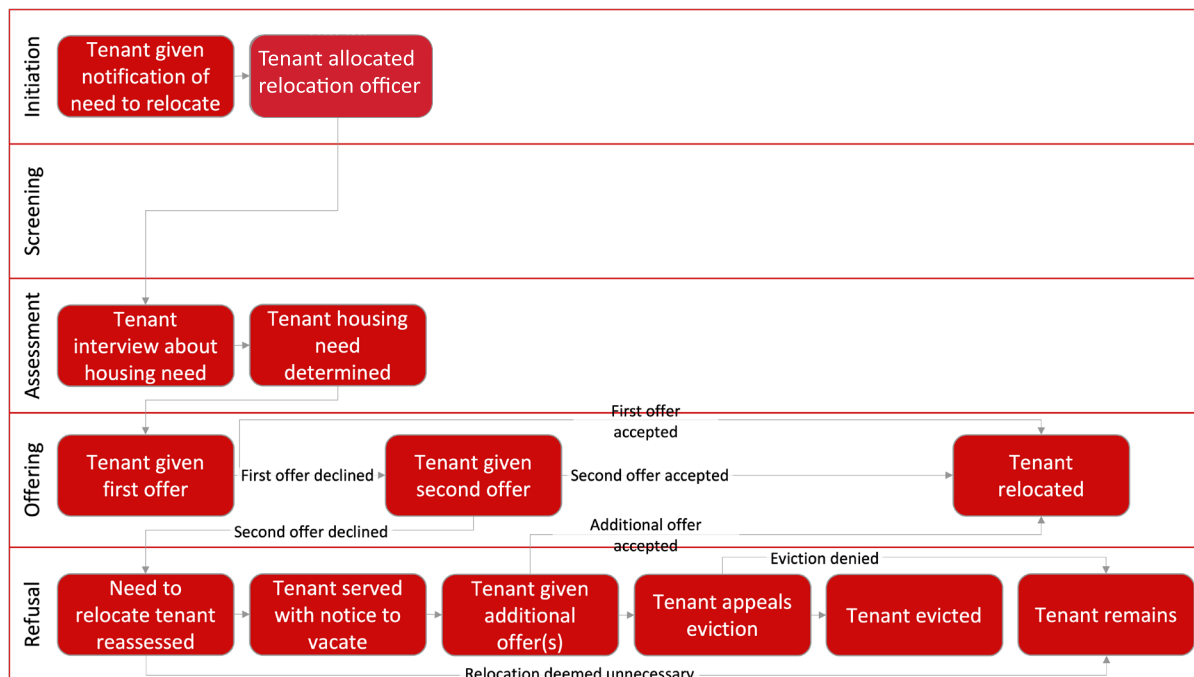 Initiation
Tenant given
notification of
need to relocate
Tenant allocated
relocation officer
Screening
Assessment
Tenant
interview about
housing need
Tenant housing
need
determined
Offering
First offer
accepted
Tenant given
first offer
First offer declined
Tenant given
second offer
Second offer accepted
Tenant
relocated
Second offer declined
Additional offer
accepted
Refusal
Eviction denied
Need to
relocate tenant
reassessed
Tenant served
with notice to
vacate
Tenant given
additional
offer(s)
Tenant appeals
eviction
Tenant evicted
Tenant remains
Relocation deemed unnecessary